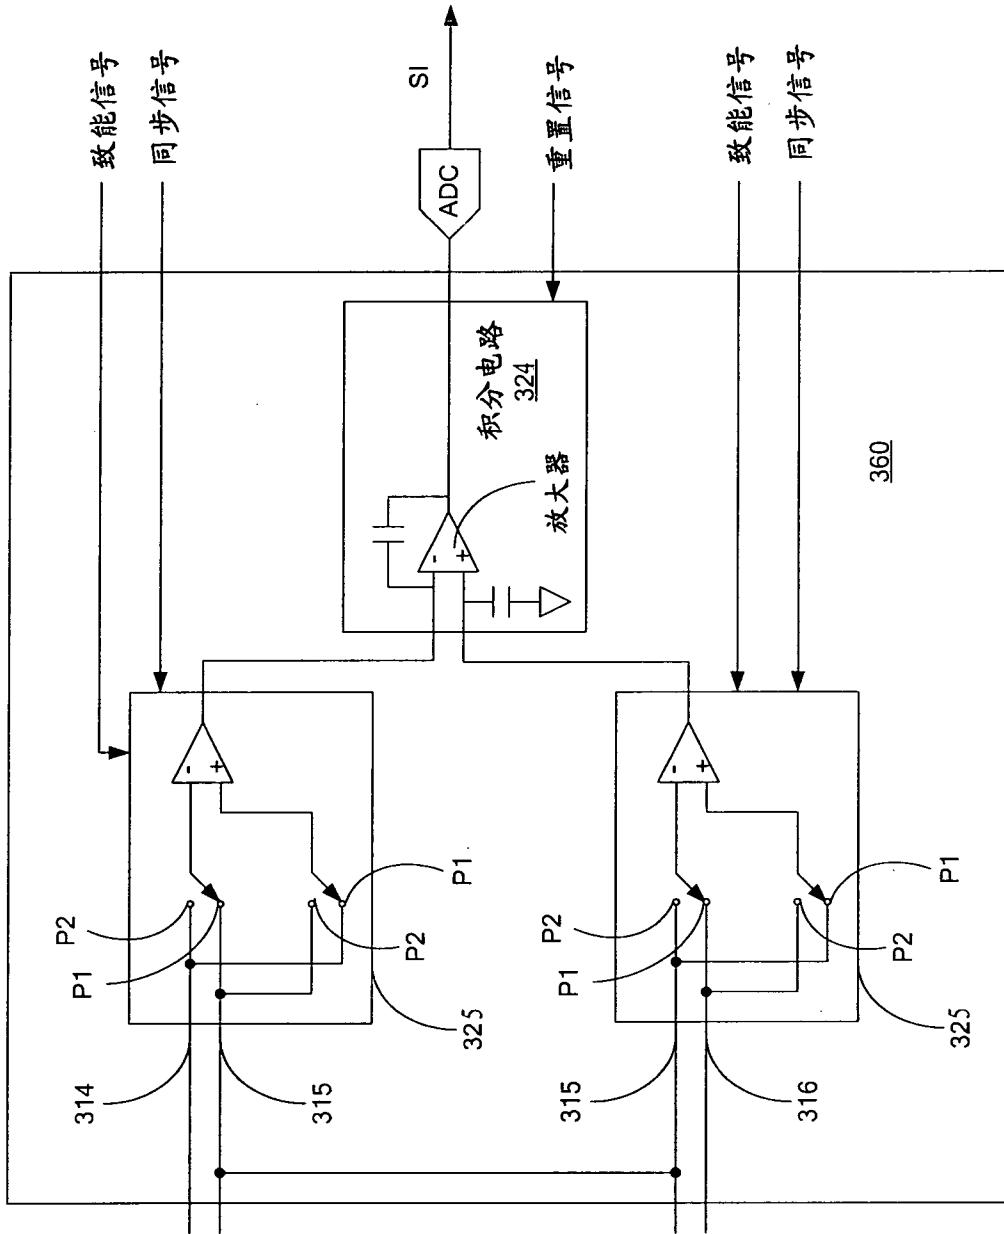 致能信号
同步信号
SI
ADC
重置信号
致能信号
同步信号
积分电路
324
放大器
360
-
+
-
+
-
+
P2
P1
P2
P1
325
314
315
P2
P1
P2
P1
325
315
316